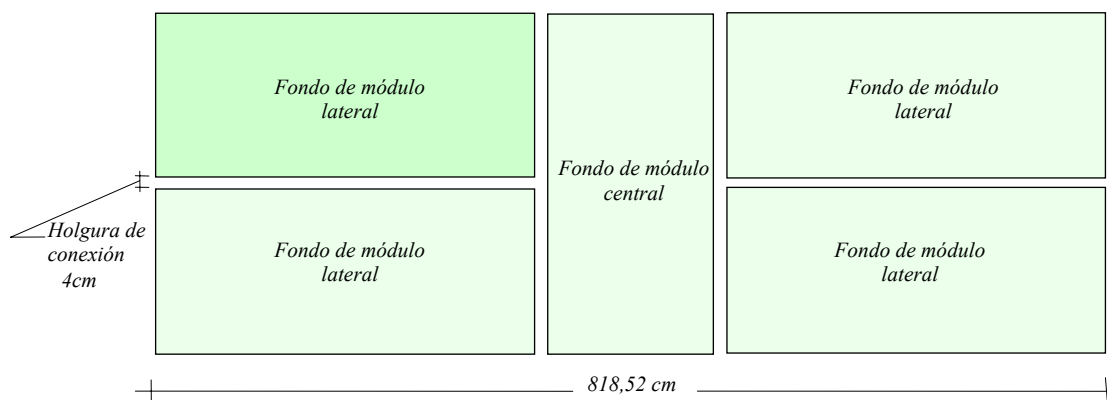 Fondo de módulo
lateral
Fondo de módulo
lateral
Fondo de módulo
central
Holgura de
conexión
4cm
Fondo de módulo
lateral
Fondo de módulo
lateral
818,52 cm